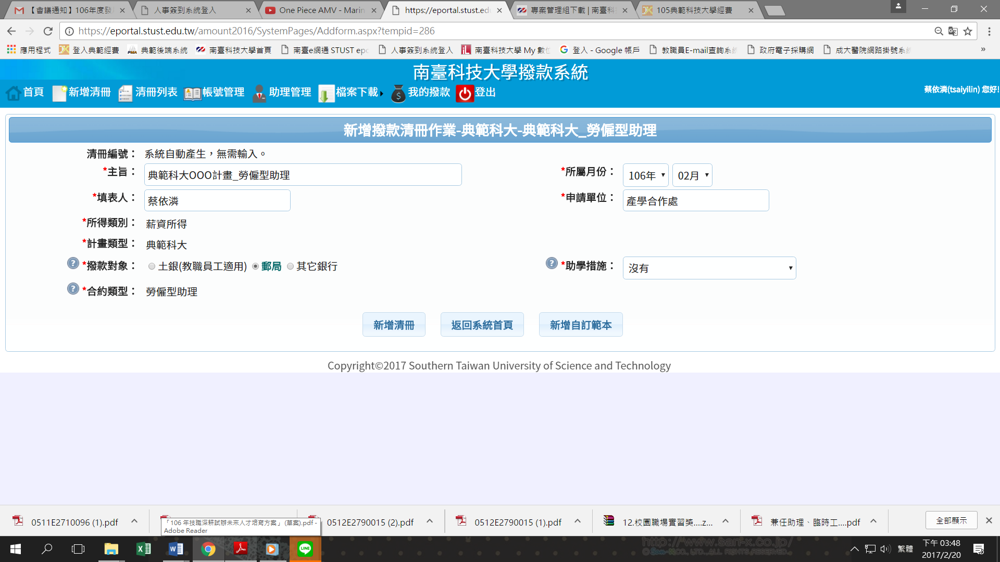 【會議通知】106年度發
人事簽到系統登入
One Piece AMV - Marin
https://eportal.stust.ed
專案管理組下載 | 南臺科
105典範科技大學經費
https://eportal.stust.edu.tw/amount2016/SystemPages/Addform.aspx?tempid=286
應用程式 登入典範經費 典範後端系統 南臺科技大學首頁 南臺e網通 STUST epo 人事簽到系統登入 南臺科技大學 My 數位 登入 - Google 帳戶 教職員E-mail查詢系統 政府電子採購網 成大醫院網路掛號系統 »
南臺科技大學撥款系統
首頁 新增清冊 清冊列表 帳號管理 助理管理 檔案下載 我的撥款 登出
蔡依潾(tsaiyilin) 您好!
新增撥款清冊作業-典範科大-典範科大_勞僱型助理
清冊編號： 系統自動產生，無需輸入。
*主旨： 典範科大OOO計畫_勞僱型助理 *所屬月份： 106年 02月
*填表人： 蔡依潾 *申請單位： 產學合作處
*所得類別： 薪資所得
*計畫類型： 典範科大
*撥款對象： 土銀(教職員工適用) 郵局 其它銀行 *助學措施： 沒有
*合約類型： 勞僱型助理
新增清冊 返回系統首頁 新增自訂範本
Copyright©2017 Southern Taiwan University of Science and Technology
0511E2710096 (1).pdf
「106 年技職深耕試辦未來人才培育方案」(草案).pdf -
Adobe Reader
0512E2790015 (2).pdf
0512E2790015 (1).pdf
12.校園職場實習獎....z...
兼任助理、臨時工....pdf
全部顯示
http://www.san-x.co.jp/
LINE
繁體
下午 03:48
2017/2/20